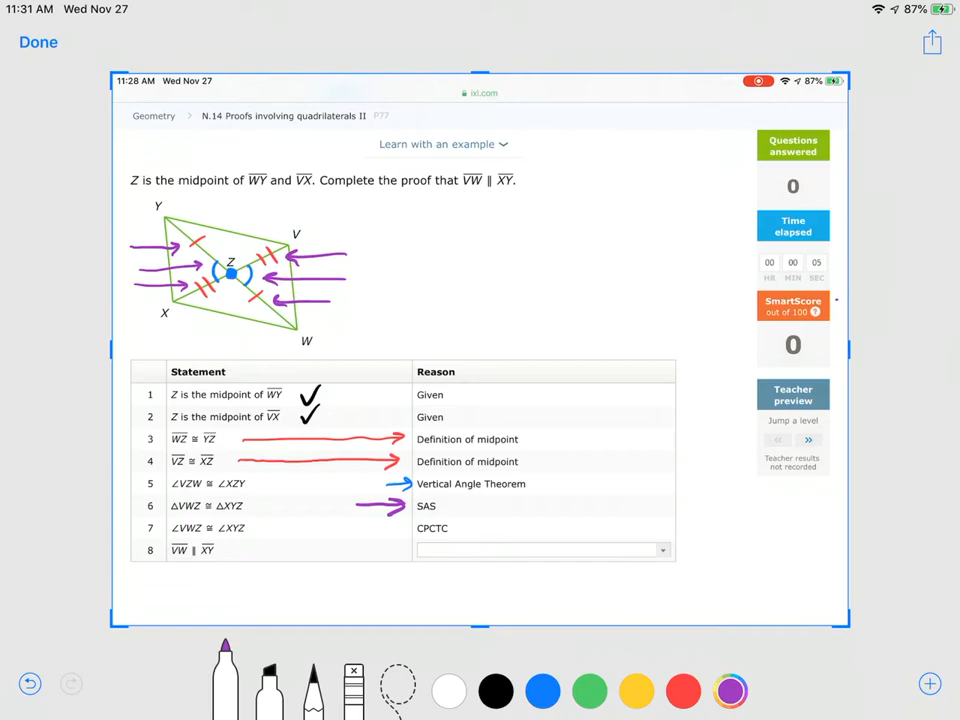 11:31 AM Wed Nov 27
87%
Done
11:28 AM Wed Nov 27
87%
ixl.com
Geometry > N.14 Proofs involving quadrilaterals II P77
Learn with an example
Z is the midpoint of WY and VX. Complete the proof that VW ∥ XY.
Y
V
Z
X
W
Statement Reason
1 Z is the midpoint of WY Given
2 Z is the midpoint of VX Given
3 WZ ≅ YZ Definition of midpoint
4 VZ ≅ XZ Definition of midpoint
5 ∠VZW ≅ ∠XZY Vertical Angle Theorem
6 △VWZ ≅ △XYZ SAS
7 ∠VWZ ≅ ∠XYZ CPCTC
8 VW ∥ XY
Questions
answered
0
Time
elapsed
00 00 05
HR MIN SEC
SmartScore
out of 100 ?
0
Teacher
preview
Jump a level
<< >>
Teacher results
not recorded